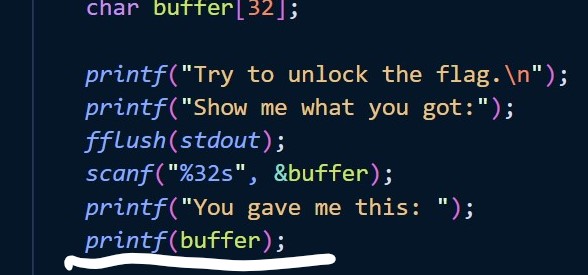 char buffer[32];
printf("Try to unlock the flag.\n");
printf("Show me what you got:");
fflush(stdout);
scanf("%32s", &buffer);
printf("You gave me this: ");
printf(buffer);